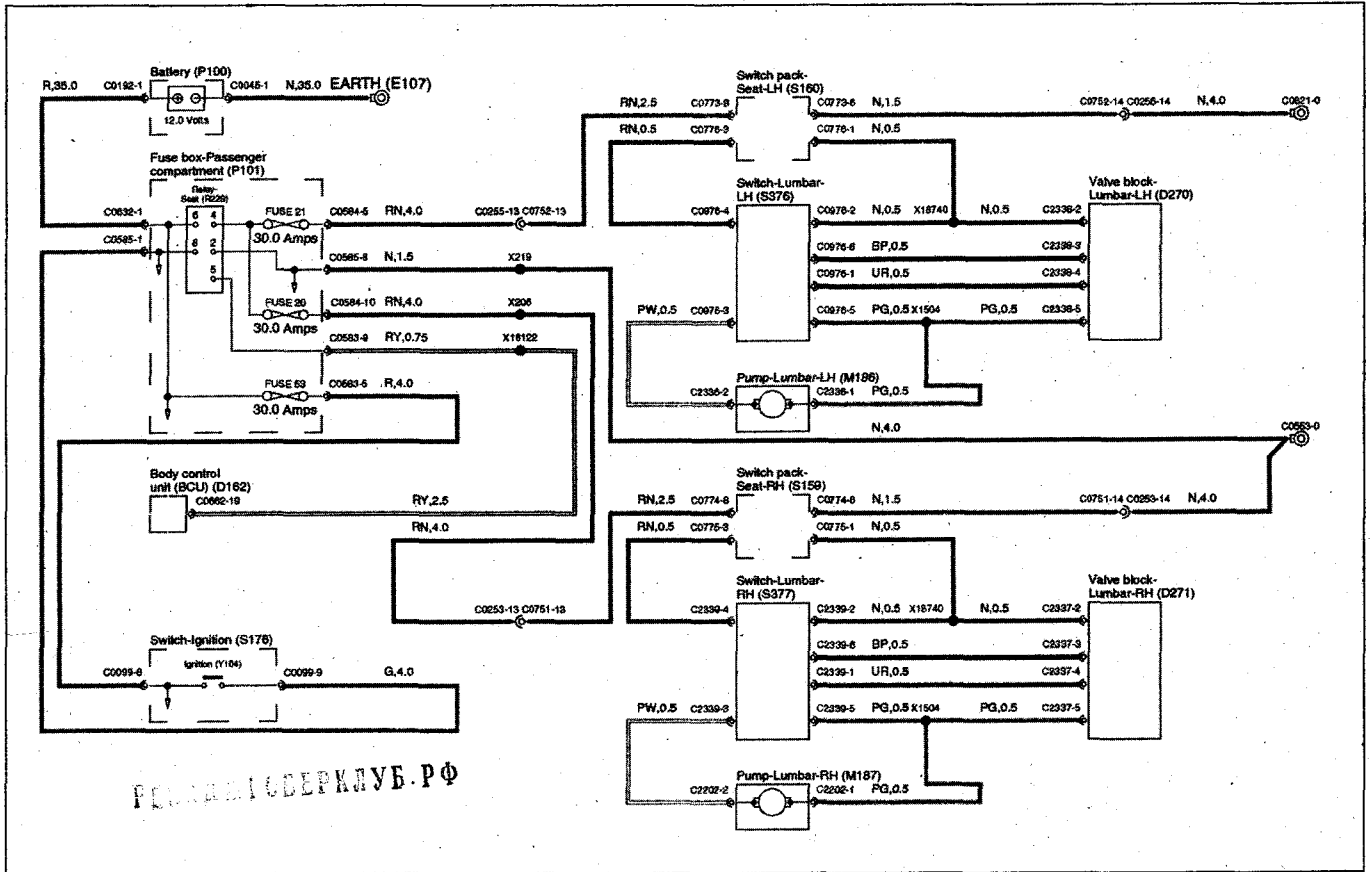 Battery (P100)
R,35.0 C0192-1 C0045-1 N,35.0 EARTH (E107)
12.0 Volts
Fuse box-Passenger
compartment (P101)
Relay-
Seat (R229)
C0632-1 6 4 FUSE 21 C0584-5 RN,4.0 C0255-13 C0752-13
30.0 Amps
C0585-1 8 2 C0585-8 N,1.5 X219
5
FUSE 29 C0584-10 RN,4.0 X206
30.0 Amps
C0583-9 RY,0.75 X18122
FUSE 53 C0583-5 R,4.0
30.0 Amps
Body control
unit (BCU) (D162)
C0662-19 RY,2.5
RN,4.0
C0253-13 C0751-13
Switch-Ignition (S176)
Ignition (Y164)
C0099-6 C0099-9 G,4.0
Switch pack-
Seat-LH (S160)
RN,2.5 C0773-8 C0773-6 N,1.5 C0752-14 C0256-14 N,4.0 C0821-0
RN,0.5 C0776-3 C0776-1 N,0.5
Switch-Lumbar-
LH (S376)
Valve block-
Lumbar-LH (D270)
C0976-4 C0976-2 N,0.5 X18740 N,0.5 C2338-2
C0976-6 BP,0.5 C2338-3
C0976-1 UR,0.5 C2338-4
PW,0.5 C0976-3 C0976-5 PG,0.5 X1504 PG,0.5 C2338-5
Pump-Lumbar-LH (M186)
C2336-2 C2336-1 PG,0.5
N,4.0 C0553-0
Switch pack-
Seat-RH (S159)
RN,2.5 C0774-8 C0774-6 N,1.5 C0751-14 C0253-14 N,4.0
RN,0.5 C0775-3 C0775-1 N,0.5
Switch-Lumbar-
RH (S377)
Valve block-
Lumbar-RH (D271)
C2339-4 C2339-2 N,0.5 X18740 N,0.5 C2337-2
C2339-6 BP,0.5 C2337-3
C2339-1 UR,0.5 C2337-4
PW,0.5 C2339-3 C2339-5 PG,0.5 X1504 PG,0.5 C2337-5
Pump-Lumbar-RH (M187)
C2202-2 C2202-1 PG,0.5